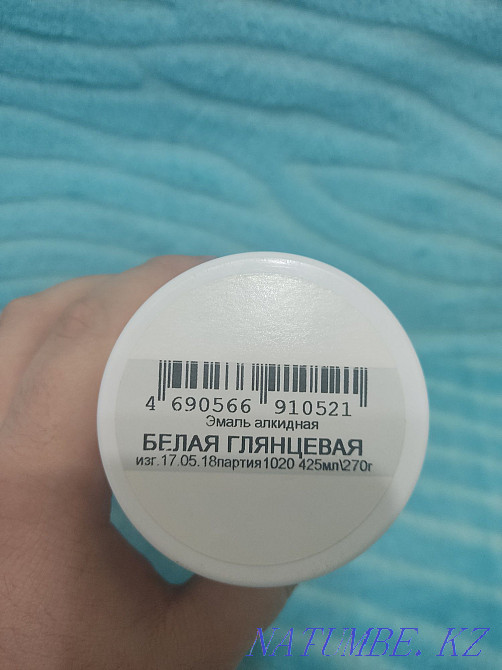 4 690566 910521
Эмаль алкидная
БЕЛАЯ ГЛЯНЦЕВАЯ
изг.17.05.18партия1020 425мл\270г
NATUMBE. KZ